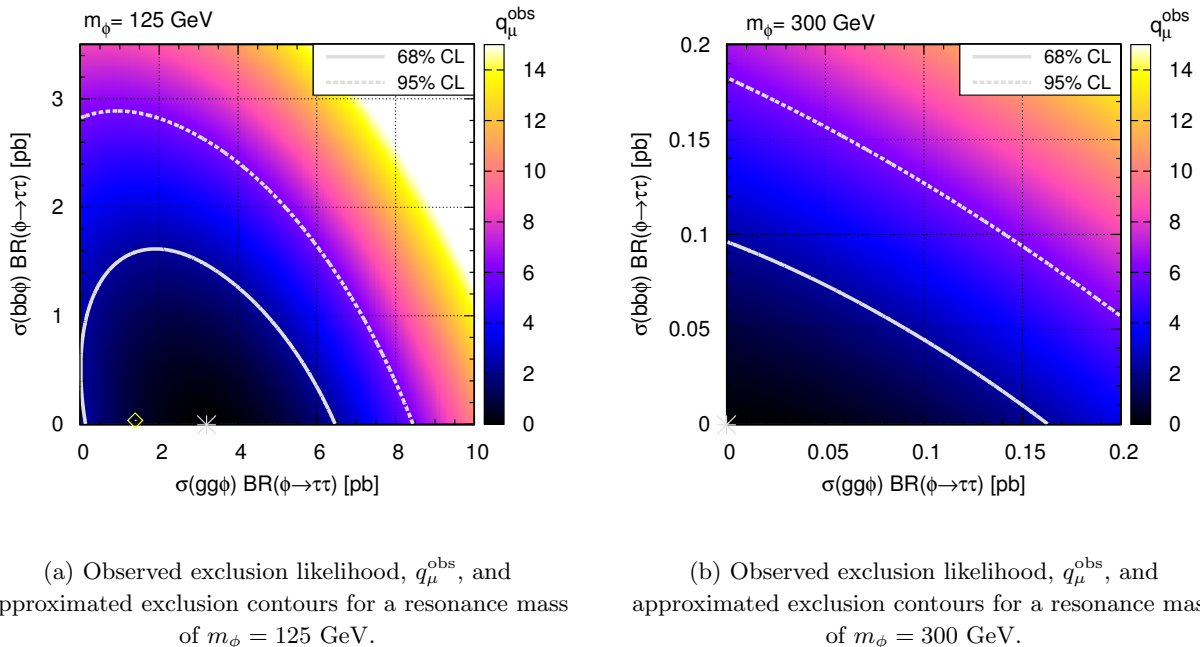 m_ϕ= 125 GeV
q_μ^obs
68% CL
95% CL
14
12
10
8
6
4
2
0
3
2
1
0
σ(bbϕ) BR(ϕ→ττ) [pb]
0 2 4 6 8 10
σ(ggϕ) BR(ϕ→ττ) [pb]
m_ϕ= 300 GeV
q_μ^obs
68% CL
95% CL
14
12
10
8
6
4
2
0
0.2
0.15
0.1
0.05
0
σ(bbϕ) BR(ϕ→ττ) [pb]
0 0.05 0.1 0.15 0.2
σ(ggϕ) BR(ϕ→ττ) [pb]
(a) Observed exclusion likelihood, q_μ^obs, and
pproximated exclusion contours for a resonance mass
of m_ϕ = 125 GeV.
(b) Observed exclusion likelihood, q_μ^obs, and
approximated exclusion contours for a resonance mas
of m_ϕ = 300 GeV.